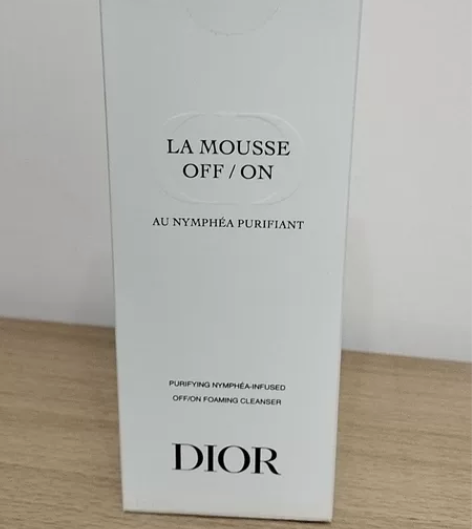 LA MOUSSE
OFF / ON
AU NYMPHÉA PURIFIANT
PURIFYING NYMPHÉA-INFUSED
OFF/ON FOAMING CLEANSER
DIOR